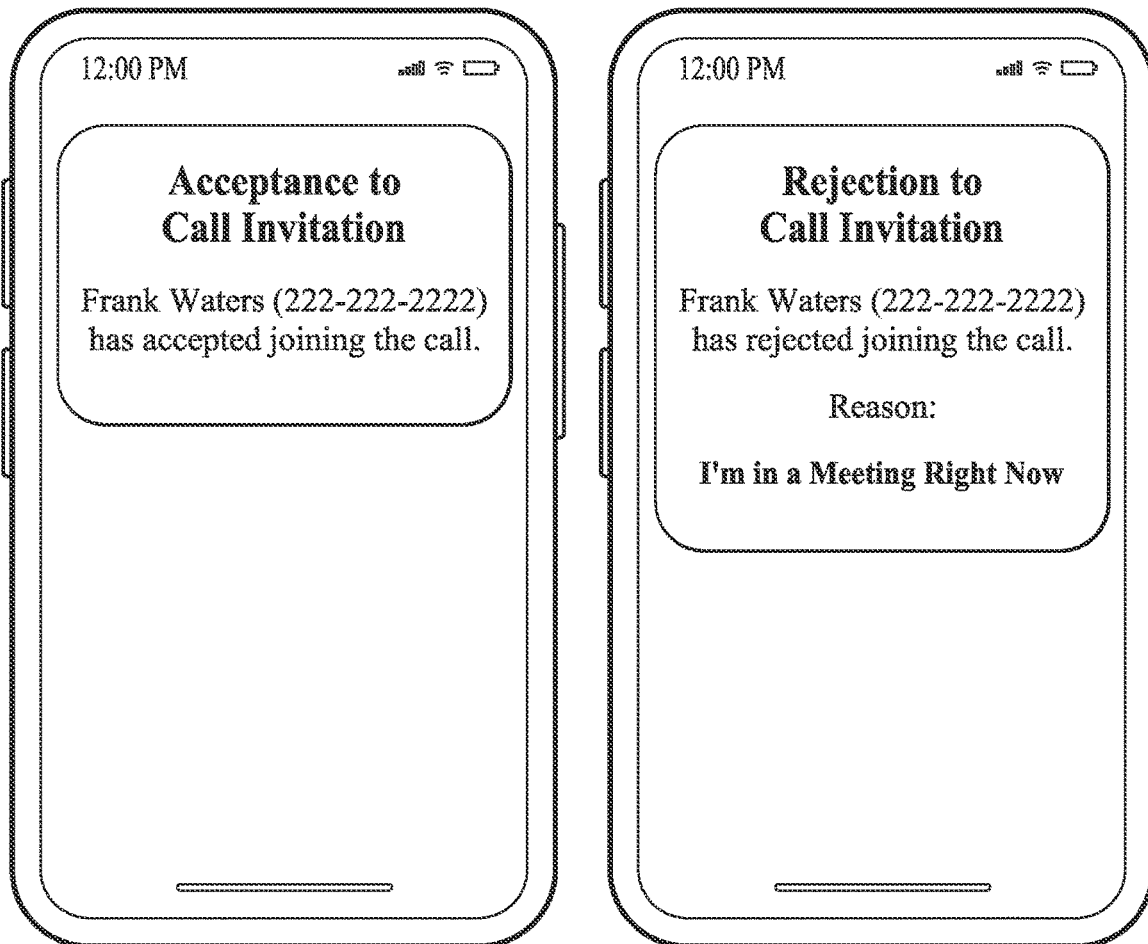 12:00 PM
Acceptance to
Call Invitation
Frank Waters (222-222-2222)
has accepted joining the call.
12:00 PM
Rejection to
Call Invitation
Frank Waters (222-222-2222)
has rejected joining the call.
Reason:
I'm in a Meeting Right Now